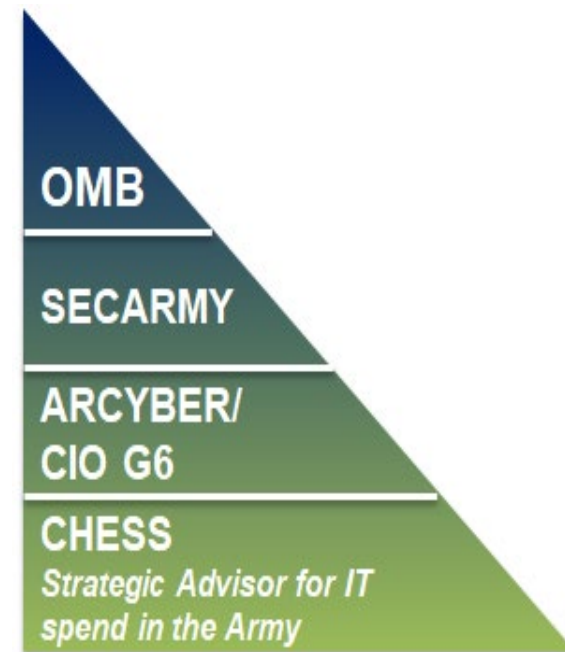 OMB
SECARMY
ARCYBER/
CIO G6
CHESS
Strategic Advisor for IT
spend in the Army